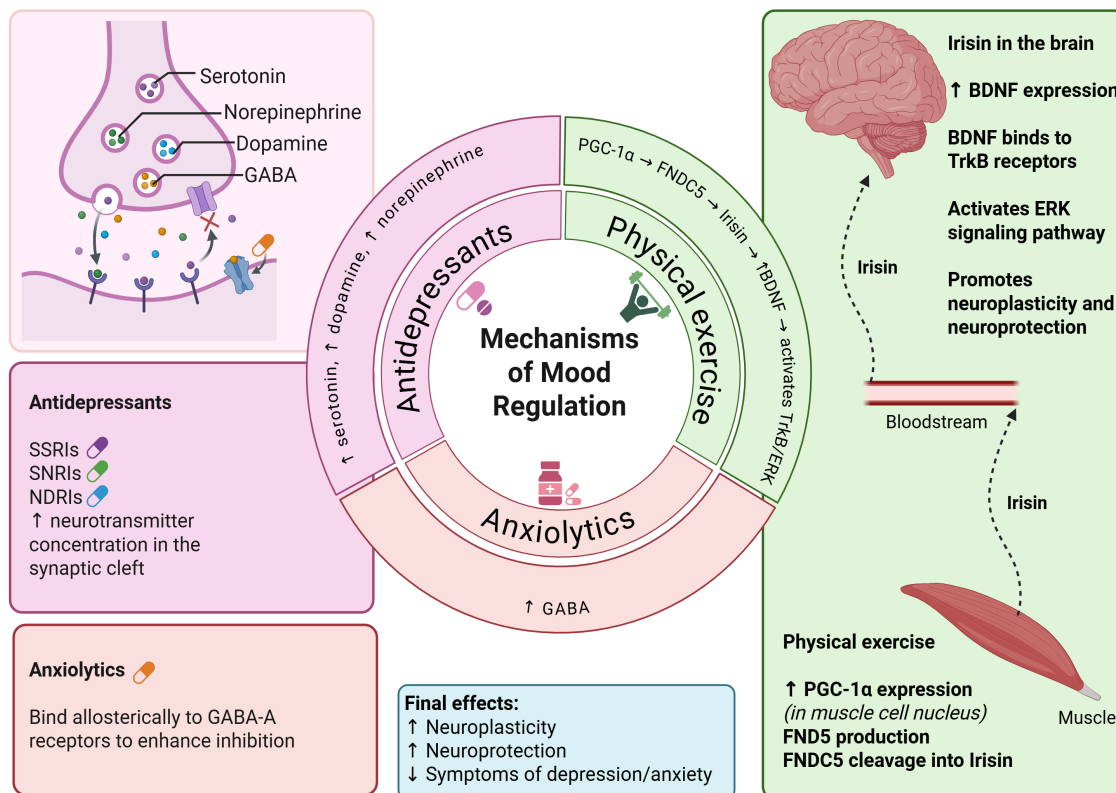 Serotonin
Norepinephrine
Dopamine
GABA
Antidepressants
SSRIs
SNRIs
NDRIs
↑ neurotransmitter
concentration in the
synaptic cleft
Anxiolytics
Bind allosterically to GABA-A
receptors to enhance inhibition
↑ serotonin, ↑ dopamine, ↑ norepinephrine
Antidepressants
PGC-1α → FNDC5 → Irisin → ↑BDNF → activates TrkB/ERK
Physical exercise
Mechanisms
of Mood
Regulation
Anxiolytics
↑ GABA
Final effects:
↑ Neuroplasticity
↑ Neuroprotection
↓ Symptoms of depression/anxiety
Irisin in the brain
↑ BDNF expression
BDNF binds to
TrkB receptors
Activates ERK
signaling pathway
Promotes
neuroplasticity and
neuroprotection
Irisin
Bloodstream
Irisin
Muscle
Physical exercise
↑ PGC-1α expression
(in muscle cell nucleus)
FND5 production
FNDC5 cleavage into Irisin